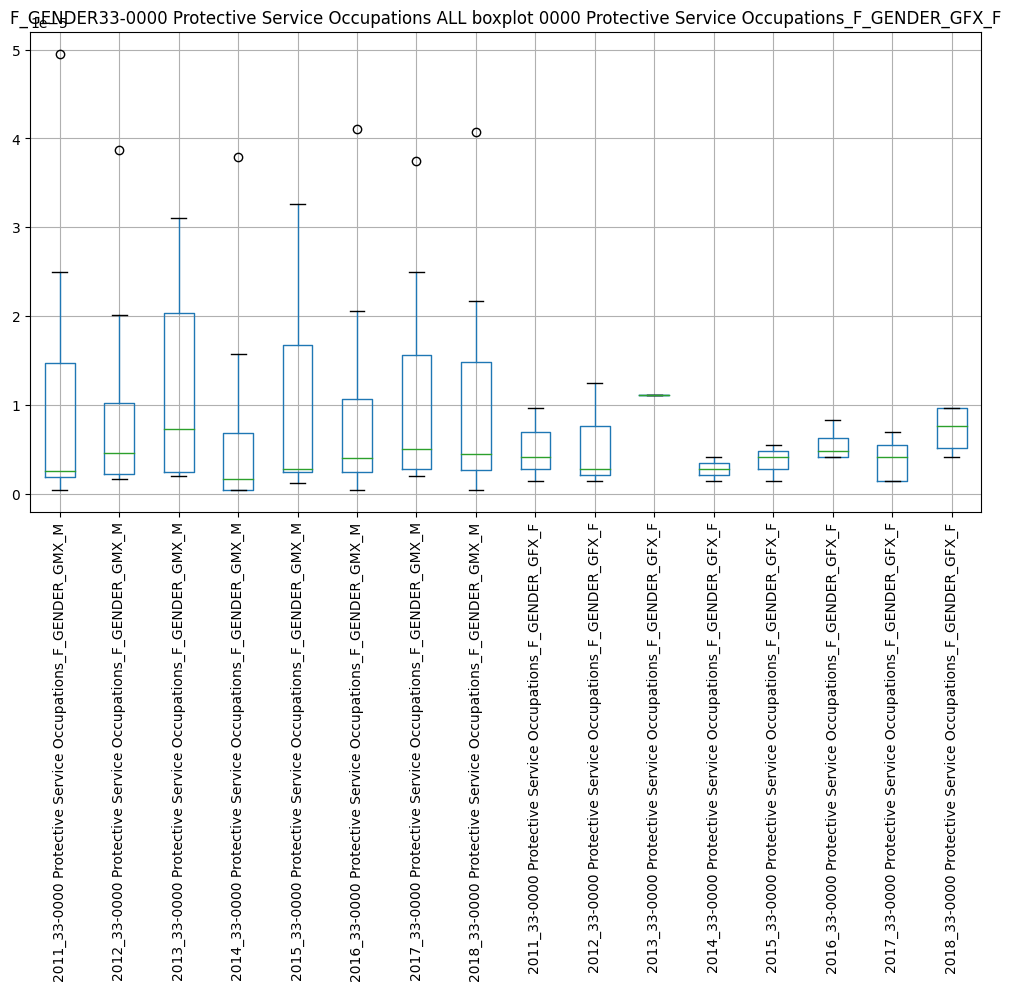 F_GENDER33-0000 Protective Service Occupations ALL boxplot 0000 Protective Service Occupations_F_GENDER_GFX_F
5
4
3
2
1
0
2011_33-0000 Protective Service Occupations_F_GENDER_GMX_M
2012_33-0000 Protective Service Occupations_F_GENDER_GMX_M
2013_33-0000 Protective Service Occupations_F_GENDER_GMX_M
2014_33-0000 Protective Service Occupations_F_GENDER_GMX_M
2015_33-0000 Protective Service Occupations_F_GENDER_GMX_M
2016_33-0000 Protective Service Occupations_F_GENDER_GMX_M
2017_33-0000 Protective Service Occupations_F_GENDER_GMX_M
2018_33-0000 Protective Service Occupations_F_GENDER_GMX_M
2011_33-0000 Protective Service Occupations_F_GENDER_GFX_F
2012_33-0000 Protective Service Occupations_F_GENDER_GFX_F
2013_33-0000 Protective Service Occupations_F_GENDER_GFX_F
2014_33-0000 Protective Service Occupations_F_GENDER_GFX_F
2015_33-0000 Protective Service Occupations_F_GENDER_GFX_F
2016_33-0000 Protective Service Occupations_F_GENDER_GFX_F
2017_33-0000 Protective Service Occupations_F_GENDER_GFX_F
2018_33-0000 Protective Service Occupations_F_GENDER_GFX_F